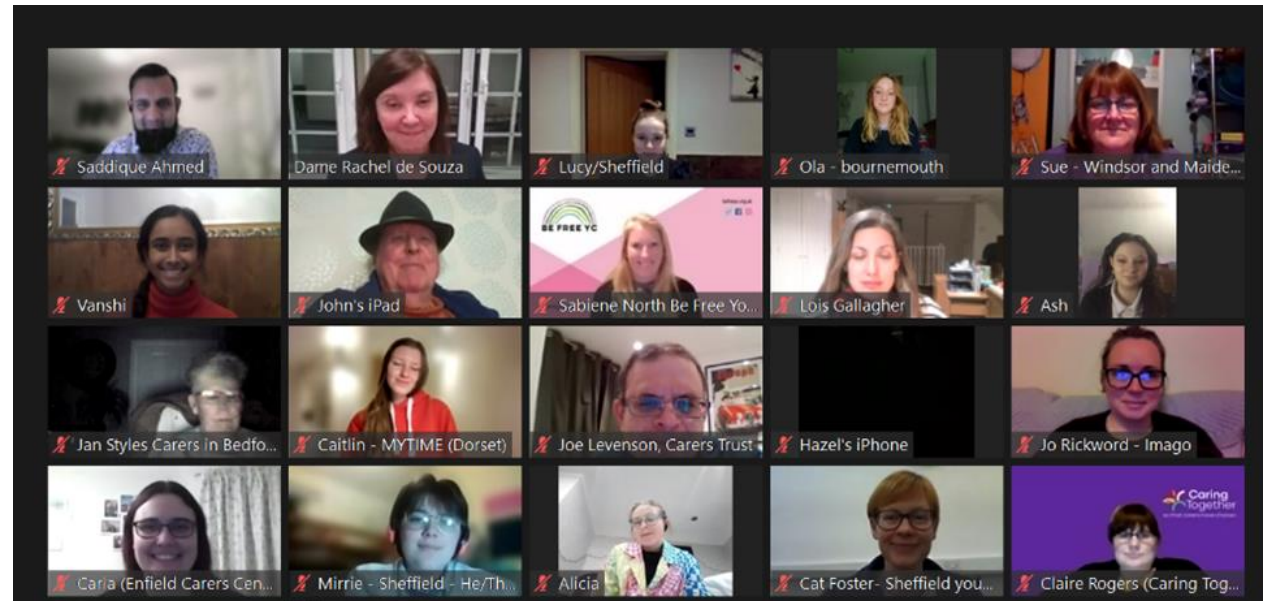 Saddique Ahmed
Dame Rachel de Souza
Lucy/Sheffield
Ola - bournemouth
Sue - Windsor and Maide...
Vanshi
John's iPad
BE FREE YC
Sabiene North Be Free Yo...
Lois Gallagher
Ash
Jan Styles Carers in Bedfo...
Caitlin - MYTIME (Dorset)
Joe Levenson, Carers Trust
Hazel's iPhone
Jo Rickword - Imago
Carla (Enfield Carers Cen...
Mirrie - Sheffield - He/Th...
Alicia
Cat Foster- Sheffield you...
Caring
Together
Claire Rogers (Caring Tog...